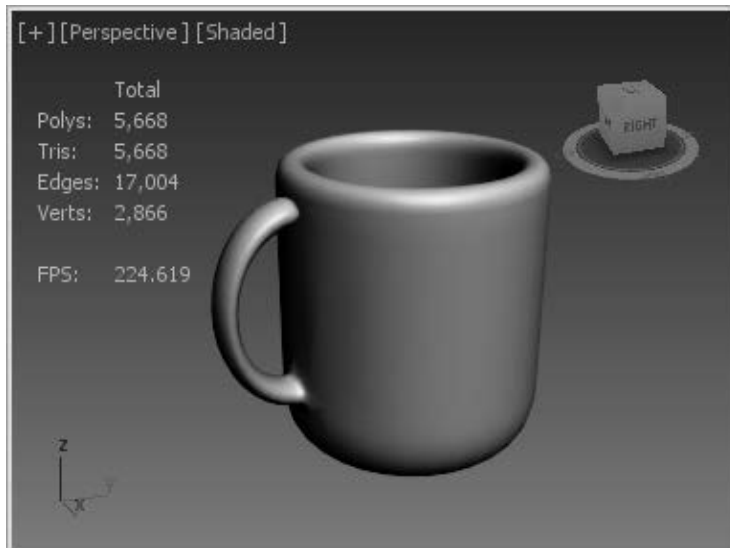 [+][Perspective][Shaded]
Total
Polys: 5,668
Tris: 5,668
Edges: 17,004
Verts: 2,866
FPS: 224.619
RIGHT
Z
Y
X